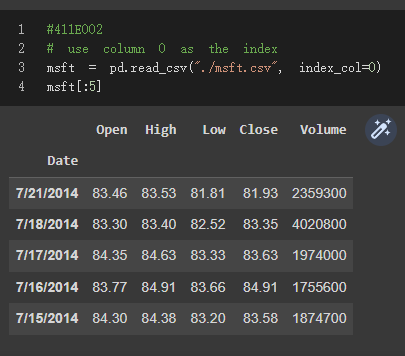 1 #411E002
2 # use column 0 as the index
3 msft = pd.read_csv("./msft.csv", index_col=0)
4 msft[:5]
Open High Low Close Volume
Date
7/21/2014 83.46 83.53 81.81 81.93 2359300
7/18/2014 83.30 83.40 82.52 83.35 4020800
7/17/2014 84.35 84.63 83.33 83.63 1974000
7/16/2014 83.77 84.91 83.66 84.91 1755600
7/15/2014 84.30 84.38 83.20 83.58 1874700